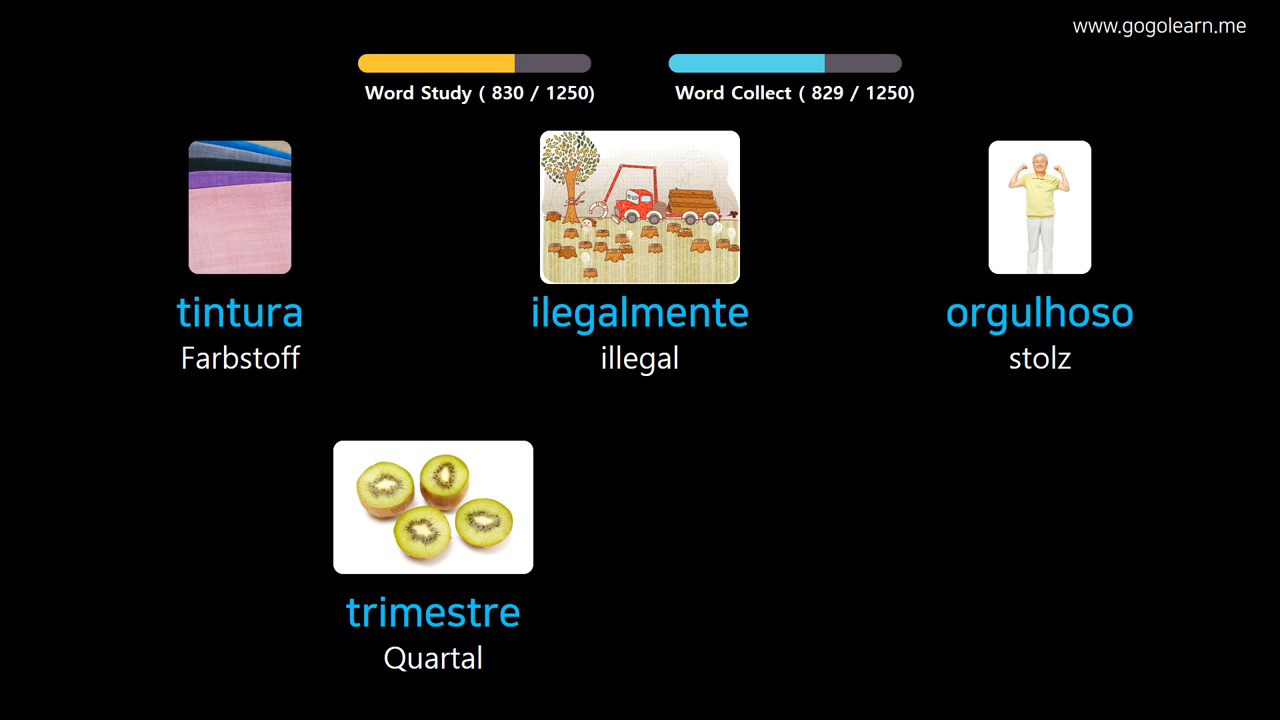 www.gogolearn.me
Word Study ( 830 / 1250)
Word Collect ( 829 / 1250)
tintura
Farbstoff
ilegalmente
illegal
orgulhoso
stolz
trimestre
Quartal